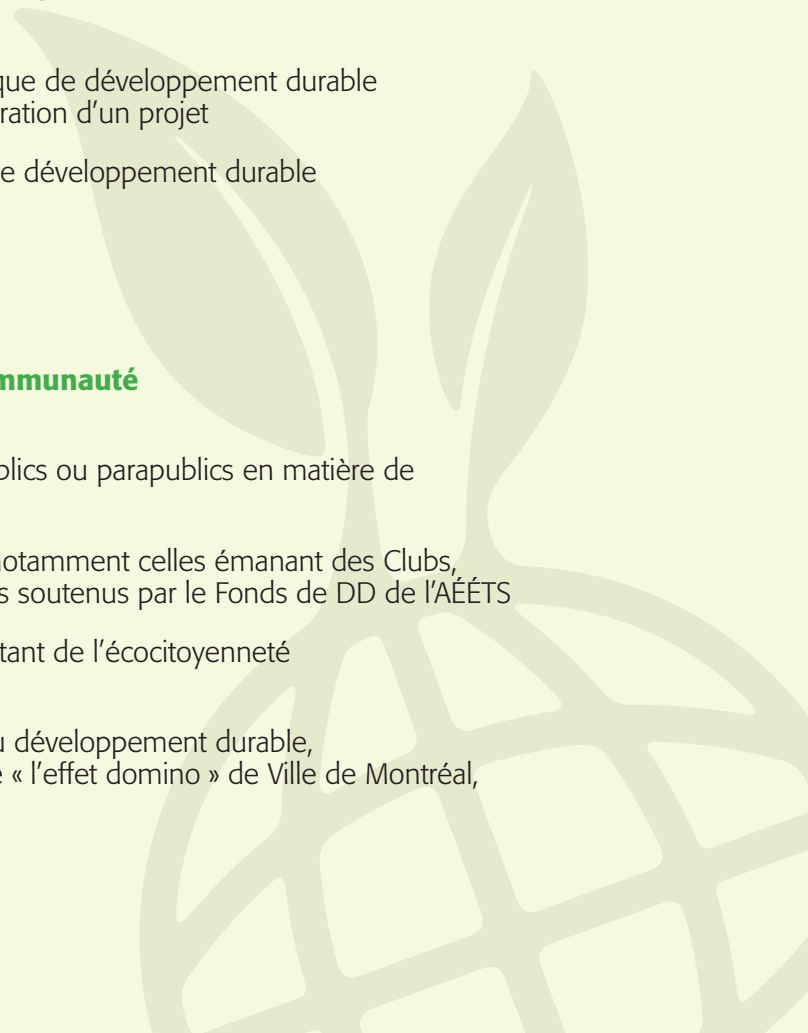 que de développement durable
ration d’un projet
e développement durable
mmunauté
blics ou parapublics en matière de
notamment celles émanant des Clubs,
s soutenus par le Fonds de DD de l’AÉÉTS
tant de l’écocitoyenneté
u développement durable,
e « l’effet domino » de Ville de Montréal,